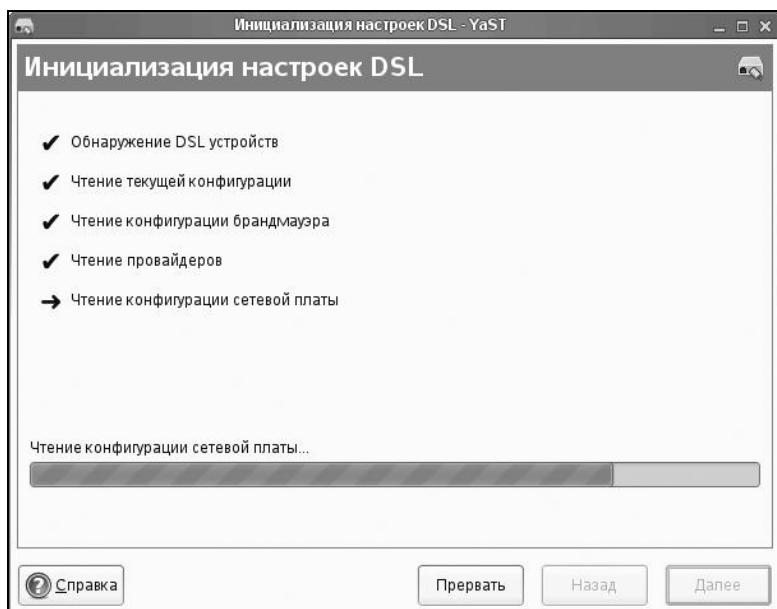 Инициализация настроек DSL - YaST
Инициализация настроек DSL
Обнаружение DSL устройств
Чтение текущей конфигурации
Чтение конфигурации брандмауэра
Чтение провайдеров
Чтение конфигурации сетевой платы
Чтение конфигурации сетевой платы...
Справка
Прервать
Назад
Далее